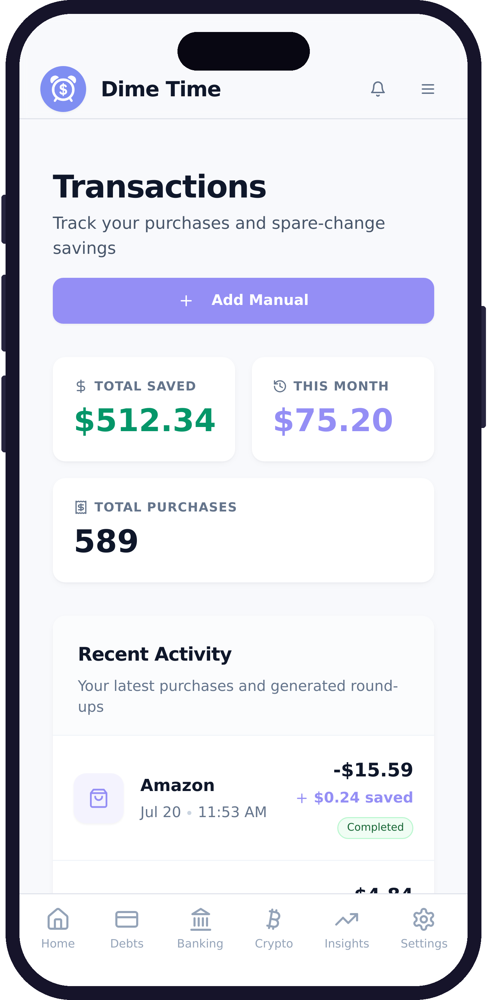 Dime Time
Transactions
Track your purchases and spare-change
savings
+ Add Manual
$ TOTAL SAVED
$512.34
THIS MONTH
$75.20
TOTAL PURCHASES
589
Recent Activity
Your latest purchases and generated round-
ups
-$15.59
Amazon
+ $0.24 saved
Jul 20 • 11:53 AM
Completed
$4.84
Home Debts Banking Crypto Insights Settings